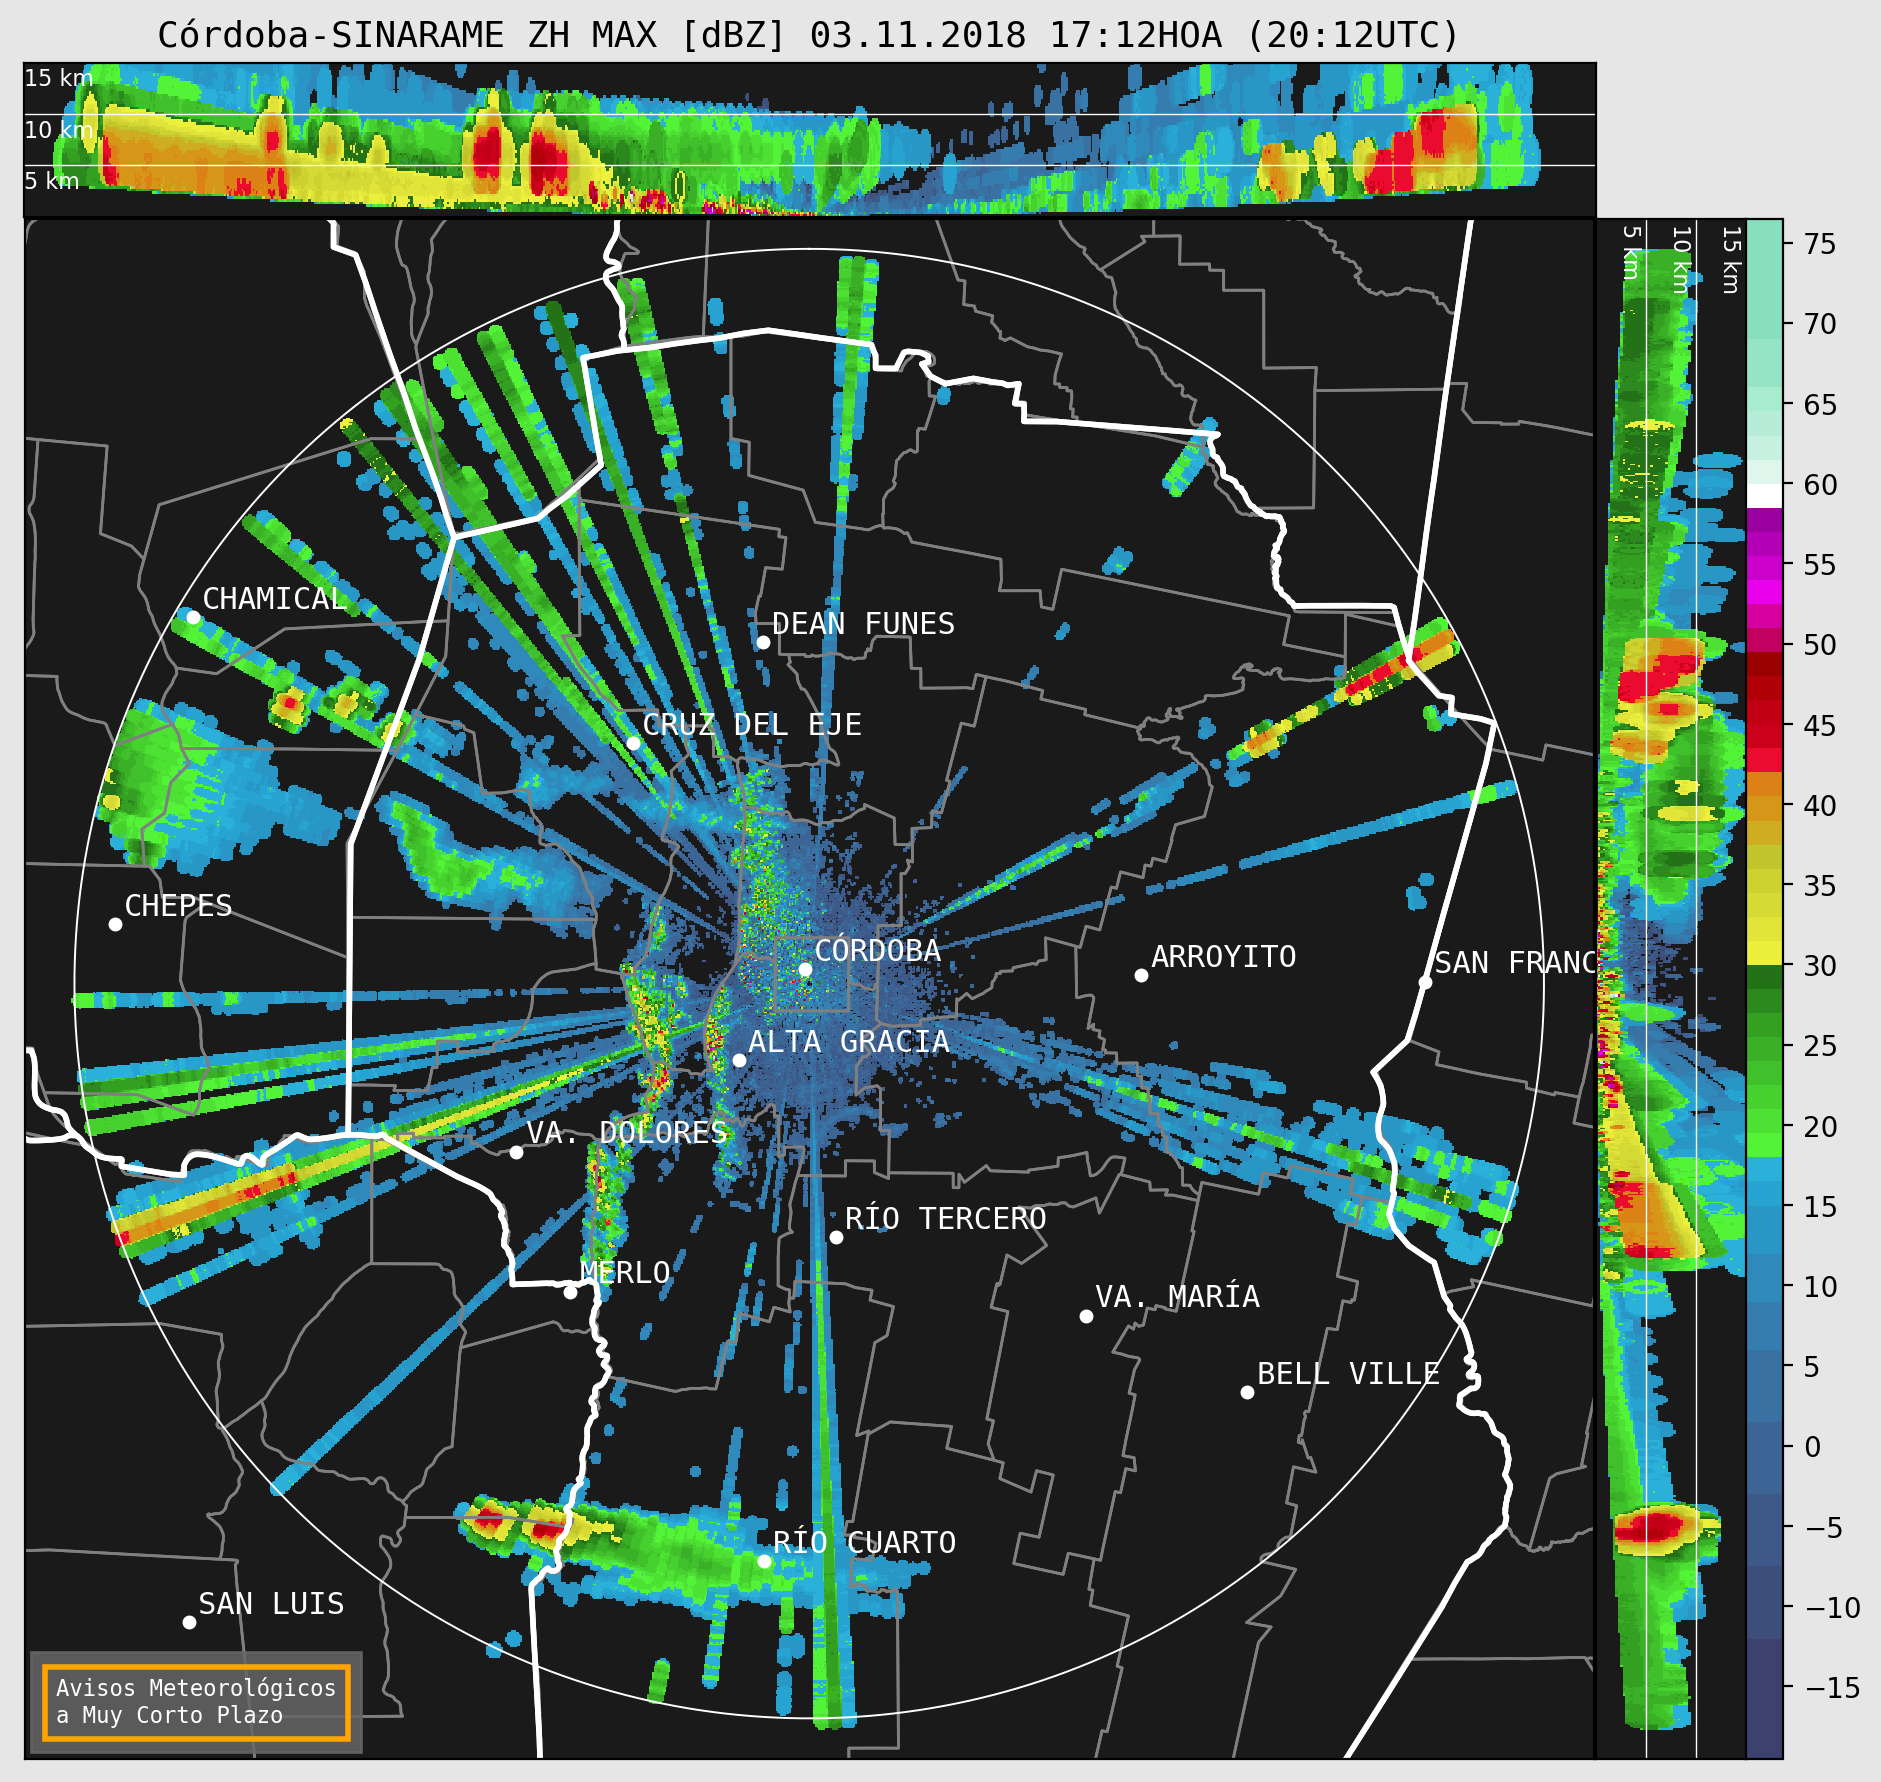 Córdoba-SINARAME ZH MAX [dBZ] 03.11.2018 17:12HOA (20:12UTC)
15 km
10 km
5 km
5 km
10 km
15 km
75
70
65
60
55
50
45
40
35
30
25
20
15
10
5
0
−5
−10
−15
CHAMICAL
DEAN FUNES
CRUZ DEL EJE
CHEPES
CÓRDOBA
ARROYITO
SAN FRANC
ALTA GRACIA
VA. DOLORES
RÍO TERCERO
MERLO
VA. MARÍA
BELL VILLE
RÍO CUARTO
SAN LUIS
Avisos Meteorológicos
a Muy Corto Plazo